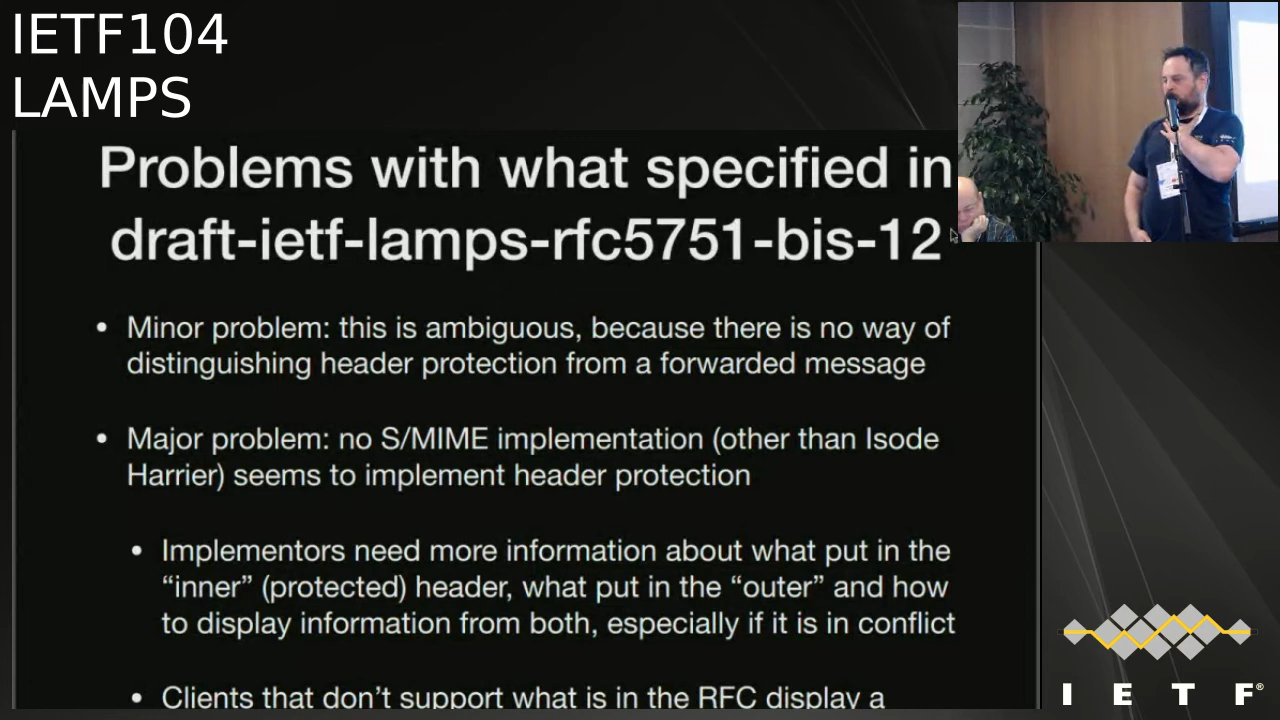 IETF104
LAMPS
Problems with what specified in
draft-ietf-lamps-rfc5751-bis-12
• Minor problem: this is ambiguous, because there is no way of
distinguishing header protection from a forwarded message
• Major problem: no S/MIME implementation (other than Isode
Harrier) seems to implement header protection
• Implementors need more information about what put in the
“inner” (protected) header, what put in the “outer” and how
to display information from both, especially if it is in conflict
• Clients that don’t support what is in the RFC display a
I E T F®